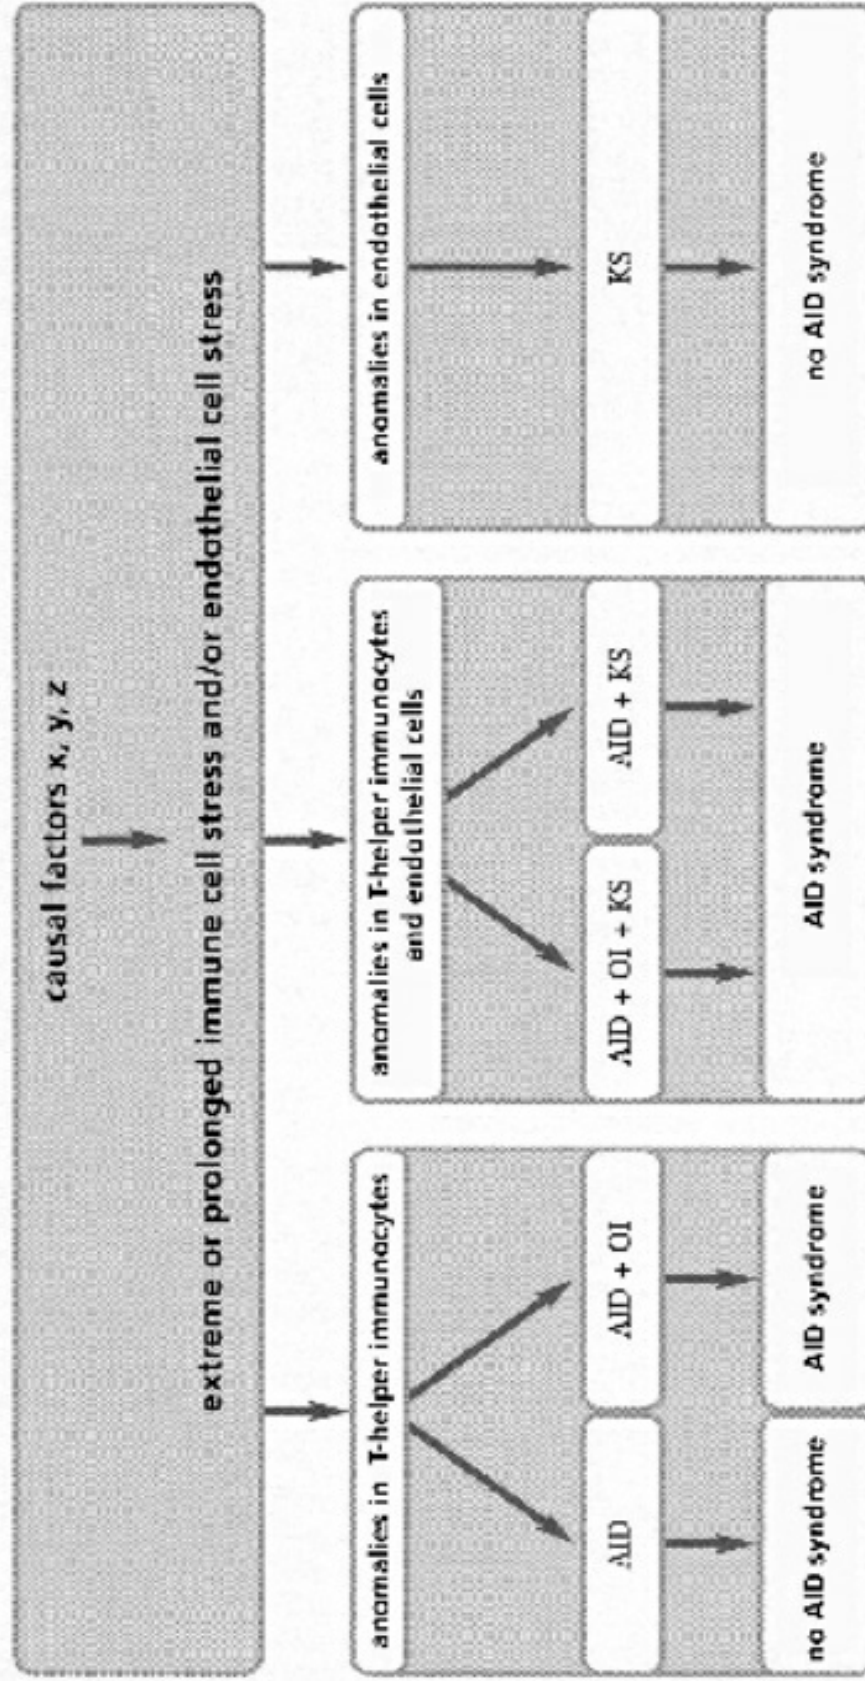 causal factors x, y, z
extreme or prolonged immune cell stress and/or endothelial cell stress
anomalies in T-helper immunocytes
anomalies in T-helper immunocytes
and endothelial cells
anomalies in endothelial cells
AID
AID + OI
AID + OI + KS
AID + KS
KS
no AID syndrome
AID syndrome
AID syndrome
no AID syndrome